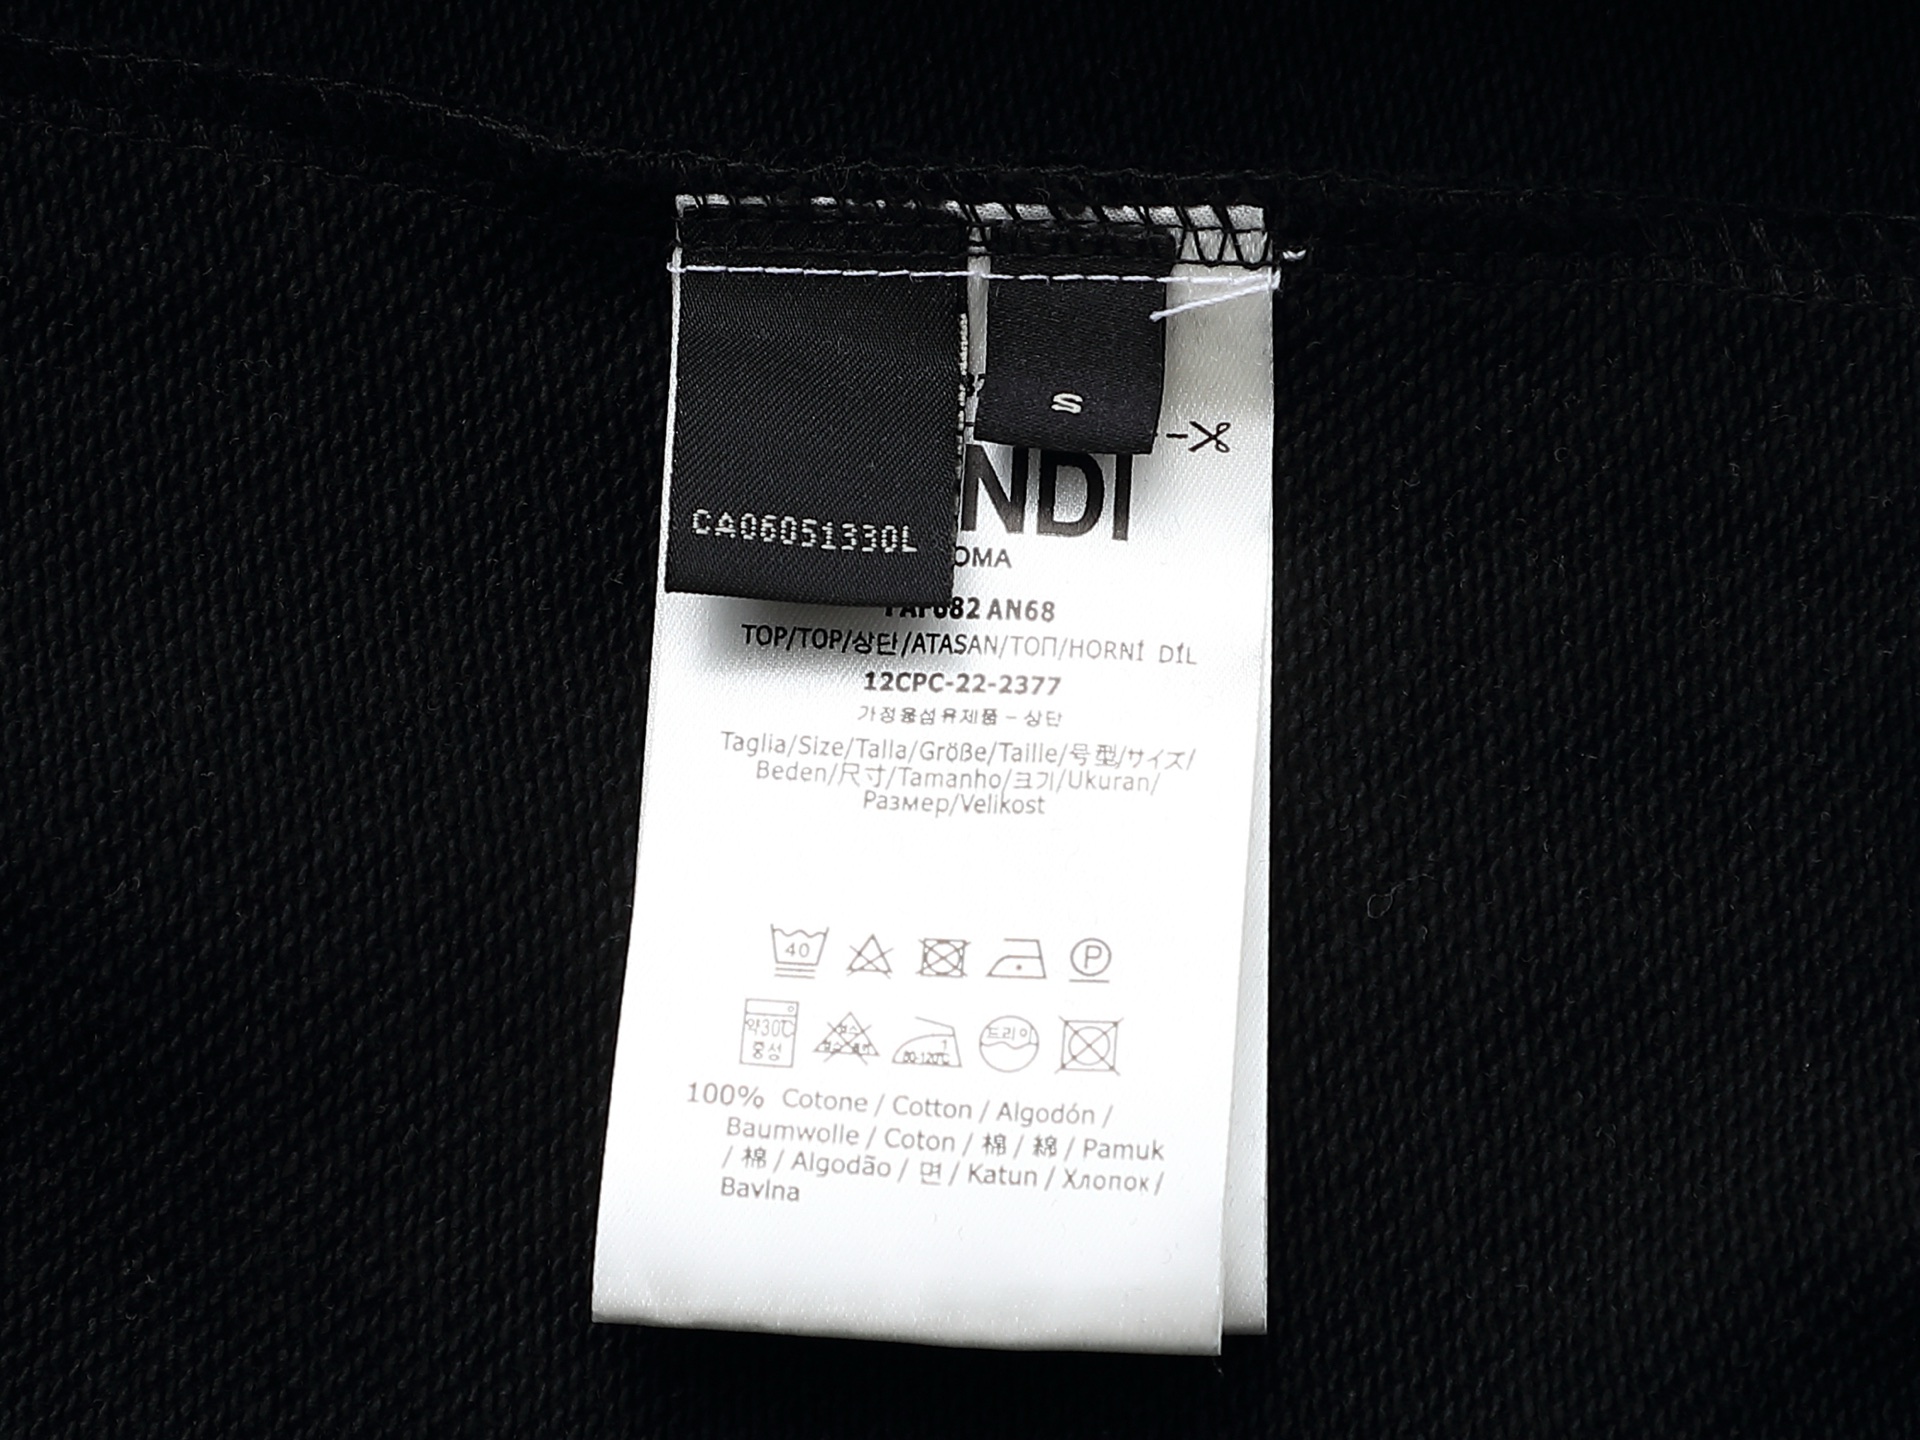 S
NDI
CA06051330L
OMA
682 AN68
TOP/TOP/상단/ATASAN/ТОП/HORNÍ DÍL
12CPC-22-2377
가정용섬유제품 - 상단
Taglia/Size/Talla/Größe/Taille/号型/サイズ/
Beden/尺寸/Tamanho/크기/Ukuran/
Размер/Velikost
40 P
약30℃ 중성 80-120℃ 드라이
100% Cotone / Cotton / Algodón /
Baumwolle / Coton / 棉 / 綿 / Pamuk
/ 棉 / Algodão / 면 / Katun / Хлопок /
Bavlna